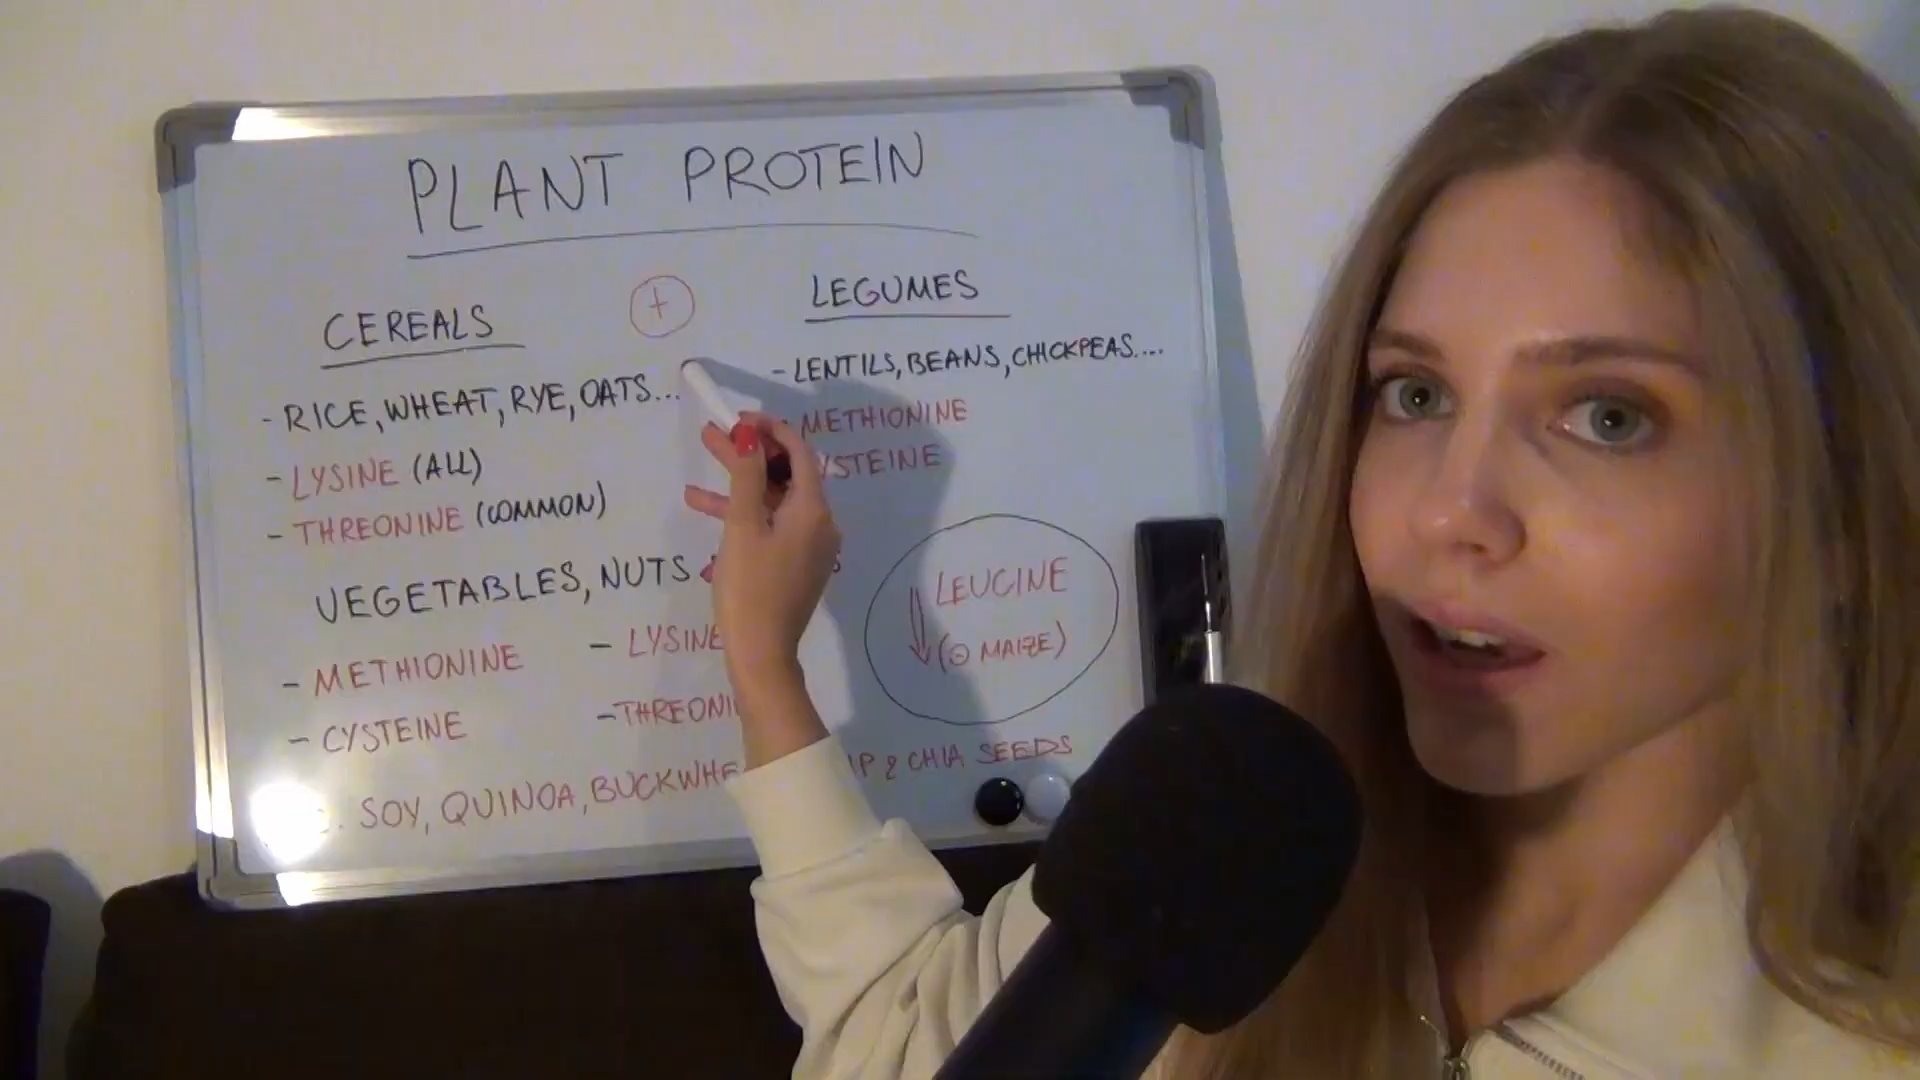 PLANT PROTEIN
CEREALS
+
LEGUMES
- RICE, WHEAT, RYE, OATS...
- LYSINE (ALL)
- THREONINE (COMMON)
- LENTILS, BEANS, CHICKPEAS....
- METHIONINE
YSTEINE
VEGETABLES, NUTS
- METHIONINE
- CYSTEINE
- LYSINE
- THREONI
LEUCINE
(MAIZE)
SOY, QUINOA, BUCKWHE
P & CHIA SEEDS